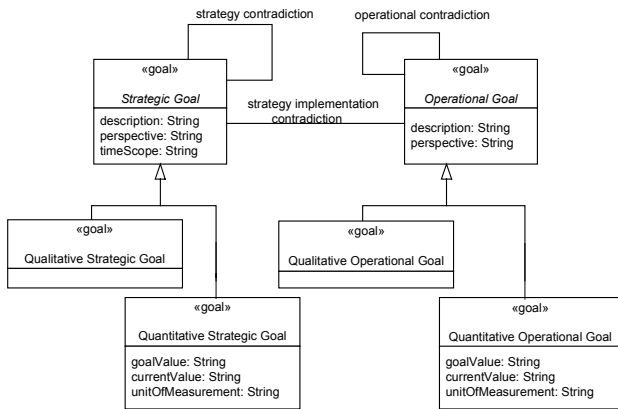 strategy contradiction
operational contradiction
«goal»
Strategic Goal
description: String
perspective: String
timeScope: String
strategy implementation
contradiction
«goal»
Operational Goal
description: String
perspective: String
«goal»
Qualitative Strategic Goal
«goal»
Qualitative Operational Goal
«goal»
Quantitative Strategic Goal
goalValue: String
currentValue: String
unitOfMeasurement: String
«goal»
Quantitative Operational Goal
goalValue: String
currentValue: String
unitOfMeasurement: String